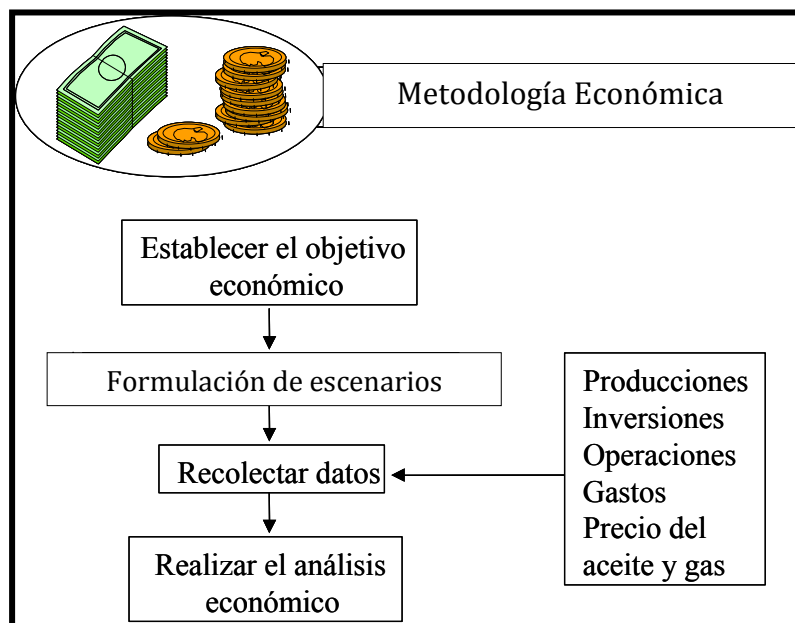 Metodología Económica
Establecer el objetivo
económico
Formulación de escenarios
Recolectar datos
Producciones
Inversiones
Operaciones
Gastos
Precio del
aceite y gas
Realizar el análisis
económico